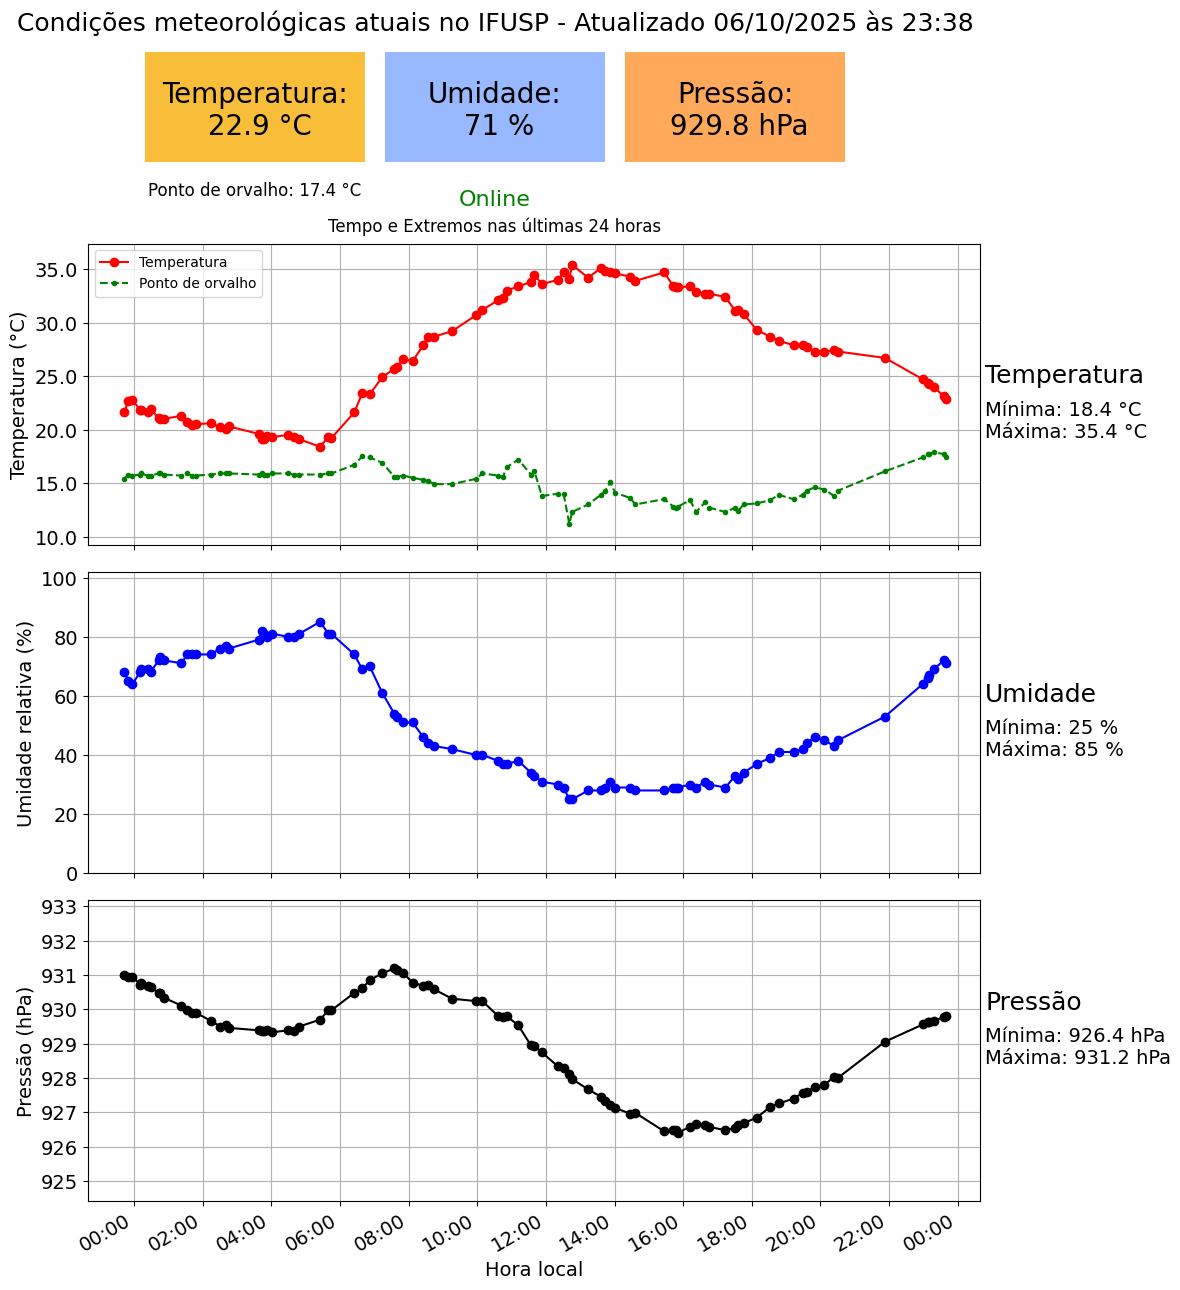 Condições meteorológicas atuais no IFUSP - Atualizado 06/10/2025 às 23:38
Temperatura:
22.9 °C
Umidade:
71 %
Pressão:
929.8 hPa
Ponto de orvalho: 17.4 °C
Online
Tempo e Extremos nas últimas 24 horas
Temperatura
Ponto de orvalho
Temperatura (°C)
35.0
30.0
25.0
20.0
15.0
10.0
Temperatura
Mínima: 18.4 °C
Máxima: 35.4 °C
Umidade relativa (%)
100
80
60
40
20
0
Umidade
Mínima: 25 %
Máxima: 85 %
Pressão (hPa)
933
932
931
930
929
928
927
926
925
Pressão
Mínima: 926.4 hPa
Máxima: 931.2 hPa
00:00 02:00 04:00 06:00 08:00 10:00 12:00 14:00 16:00 18:00 20:00 22:00 00:00
Hora local